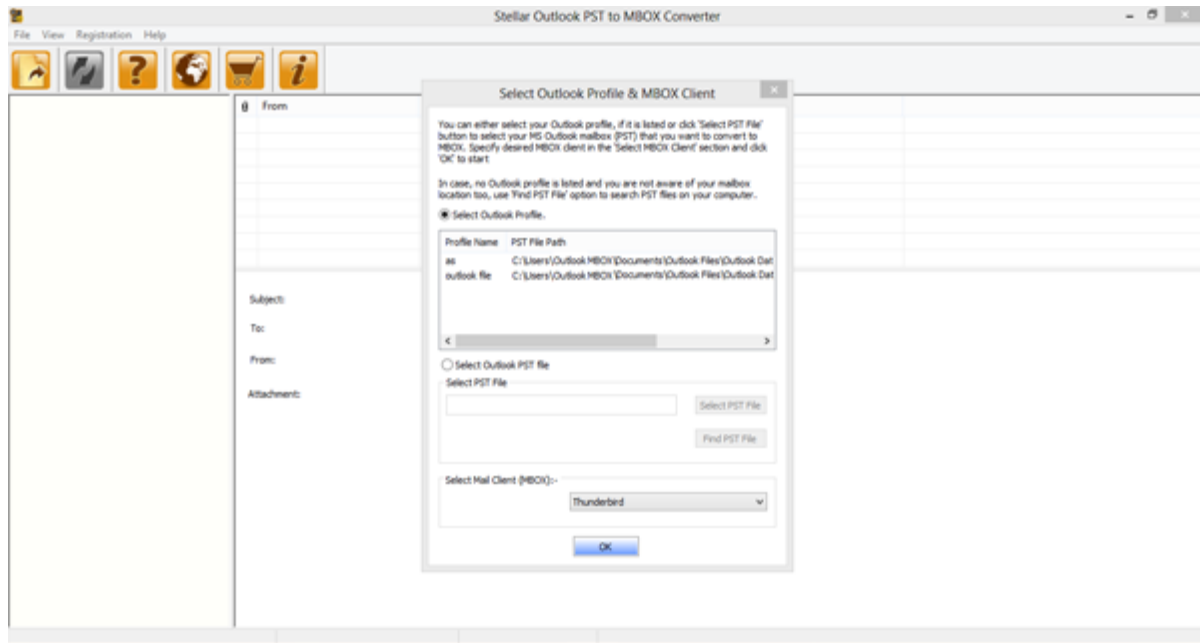 Stellar Outlook PST to MBOX Converter
File View Registration Help
From
Select Outlook Profile & MBOX Client
You can either select your Outlook profile, if it is listed or click 'Select PST File'
button to select your MS Outlook mailbox (PST) that you want to convert to
MBOX. Specify desired MBOX client in the 'Select MBOX Client' section and click
'OK' to start
In case, no Outlook profile is listed and you are not aware of your mailbox
location too, use 'Find PST File' option to search PST files on your computer.
Select Outlook Profile.
Profile Name PST File Path
as C:\Users\Outlook MBOX\Documents\Outlook Files\Outlook Dat
outlook file C:\Users\Outlook MBOX\Documents\Outlook Files\Outlook Dat
Subject:
To:
From:
Attachment:
Select Outlook PST file
Select PST File
Select PST File
Find PST File
Select Mail Client (MBOX):-
Thunderbird
OK